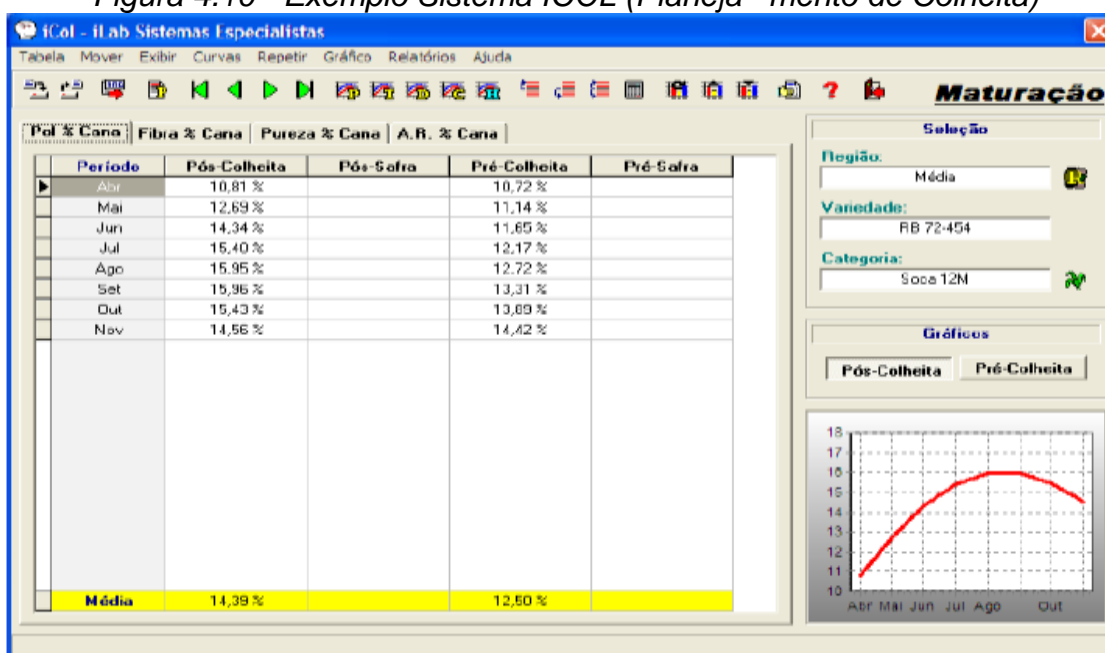 Figura 4.10 - Exemplo Sistema ICOL (Planeja- mento de Colheita)
iCol - iLab Sistemas Especialistas
Tabela Mover Exibir Curvas Repetir Gráfico Relatórios Ajuda
Maturação
Pol % Cana Fibra % Cana Pureza % Cana A.R. % Cana
Período Pós-Colheita Pós-Safra Pré-Colheita Pré-Safra
Abr 10,81 % 10,72 %
Mai 12,69 % 11,14 %
Jun 14,34 % 11,65 %
Jul 15,40 % 12,17 %
Ago 15,95 % 12,72 %
Set 15,96 % 13,31 %
Out 15,43 % 13,89 %
Nov 14,56 % 14,42 %
Média 14,39 % 12,50 %
Seleção
Região:
Média
Variedade:
RB 72-454
Categoria:
Soca 12M
Gráficos
Pós-Colheita Pré-Colheita
18
17
16
15
14
13
12
11
10
Abr Mai Jun Jul Ago Out